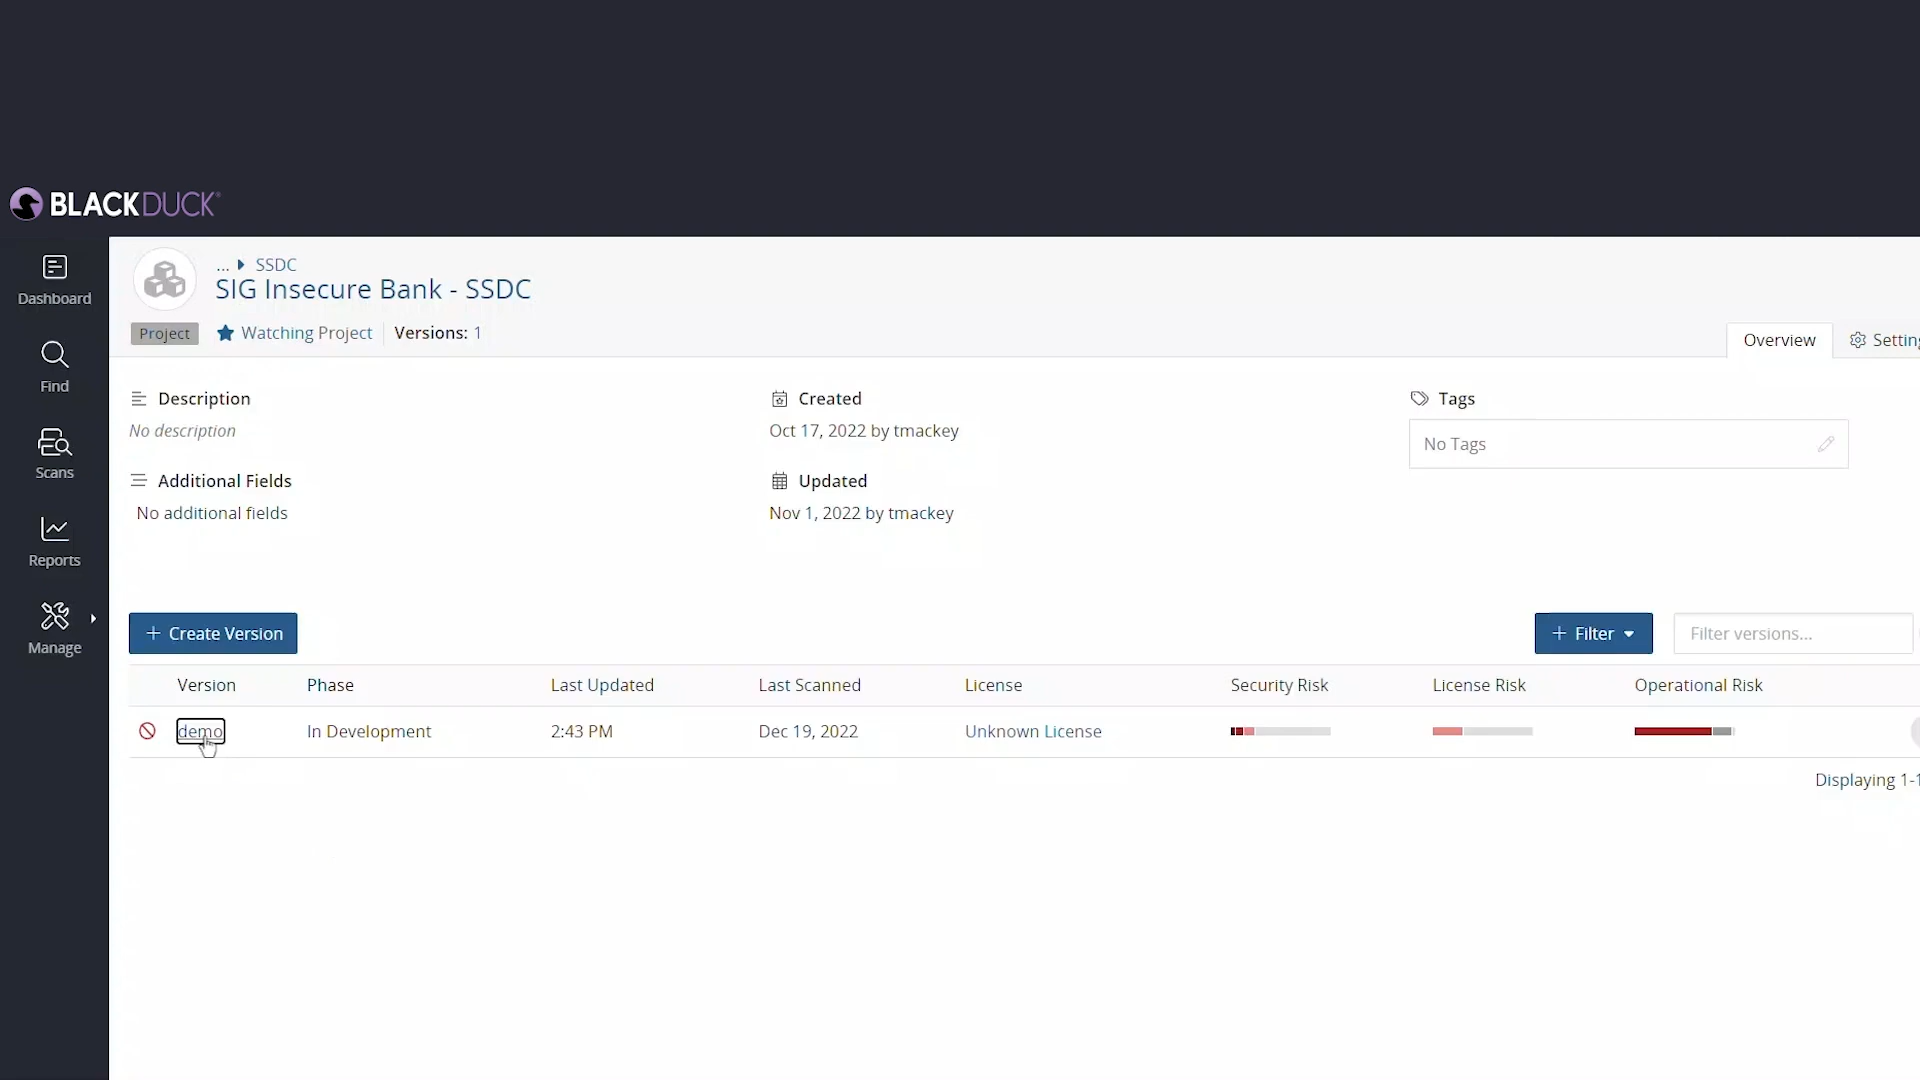 BLACKDUCK®
Dashboard
Find
Scans
Reports
Manage
... SSDC
SIG Insecure Bank - SSDC
Project Watching Project Versions: 1
Overview Setting
Description
No description
Additional Fields
No additional fields
Created
Oct 17, 2022 by tmackey
Updated
Nov 1, 2022 by tmackey
Tags
No Tags
+ Create Version
+ Filter
Filter versions...
Version Phase Last Updated Last Scanned License Security Risk License Risk Operational Risk
demo In Development 2:43 PM Dec 19, 2022 Unknown License
Displaying 1-1